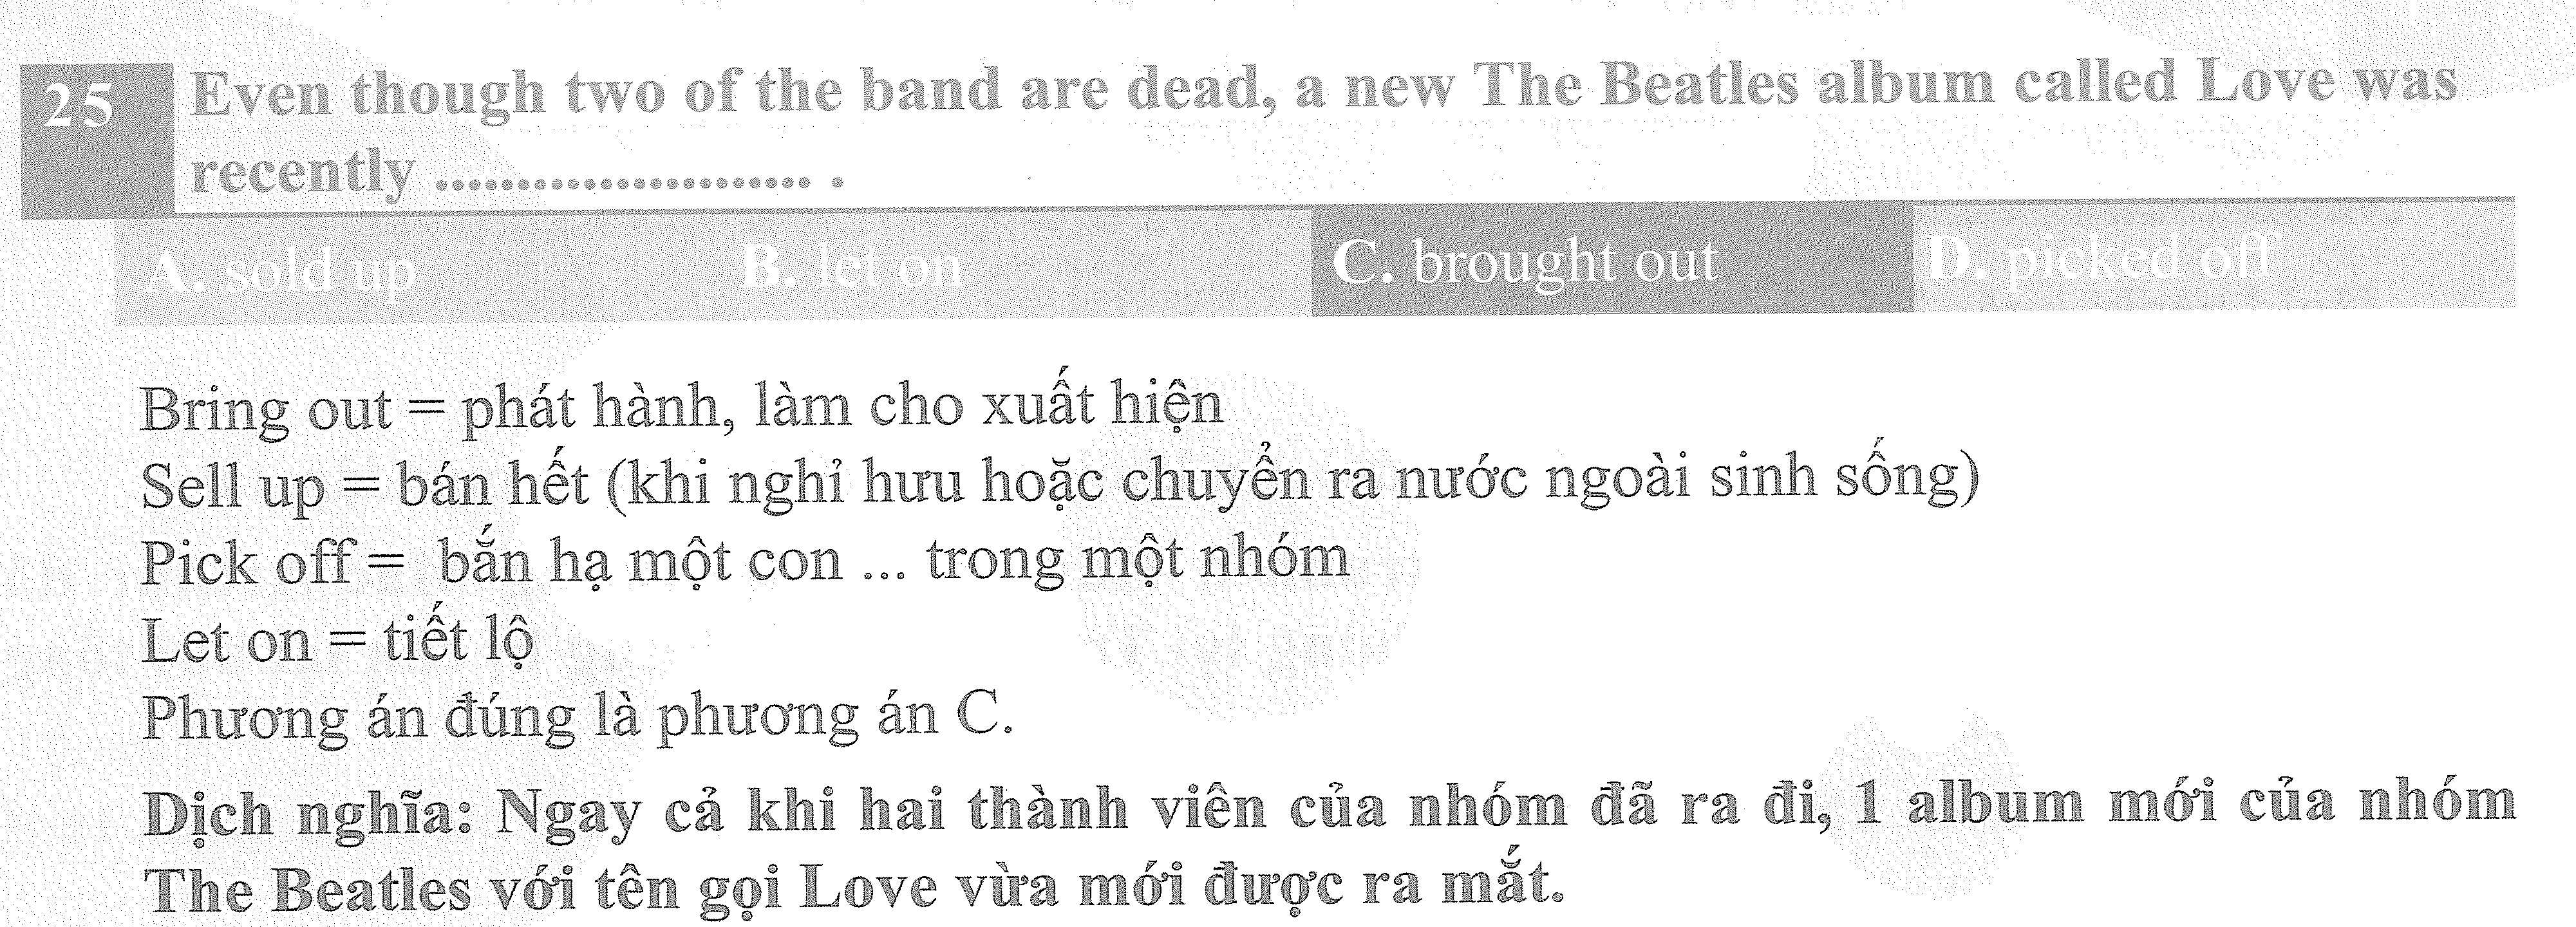 25 Even though two of the band are dead, a new The Beatles album called Love was
recently ....................... .
A. sold up B. let on C. brought out D. picked off
Bring out = phát hành, làm cho xuất hiện
Sell up = bán hết (khi nghỉ hưu hoặc chuyển ra nước ngoài sinh sống)
Pick off = bắn hạ một con ... trong một nhóm
Let on = tiết lộ
Phương án đúng là phương án C.
Dịch nghĩa: Ngay cả khi hai thành viên của nhóm đã ra đi, 1 album mới của nhóm
The Beatles với tên gọi Love vừa mới được ra mắt.